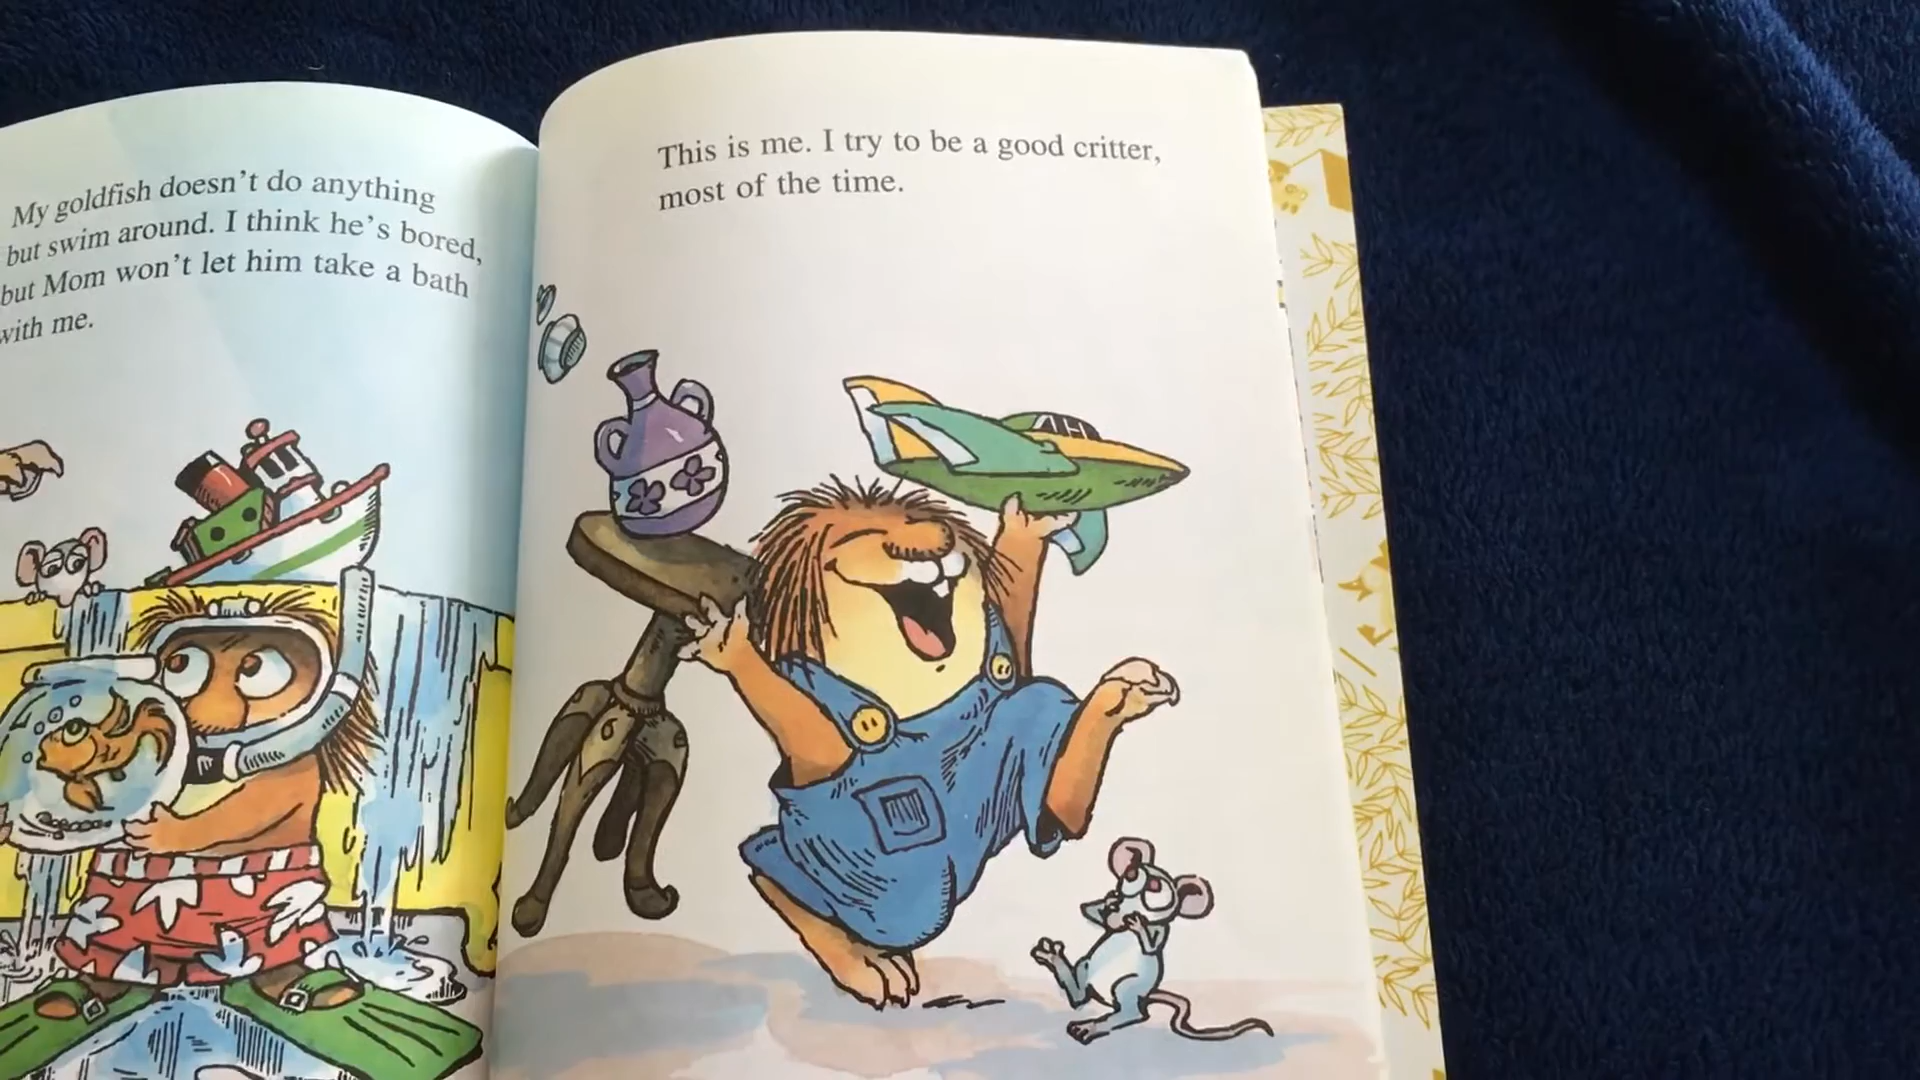 My goldfish doesn't do anything
but swim around. I think he's bored,
but Mom won't let him take a bath
with me.
This is me. I try to be a good critter,
most of the time.